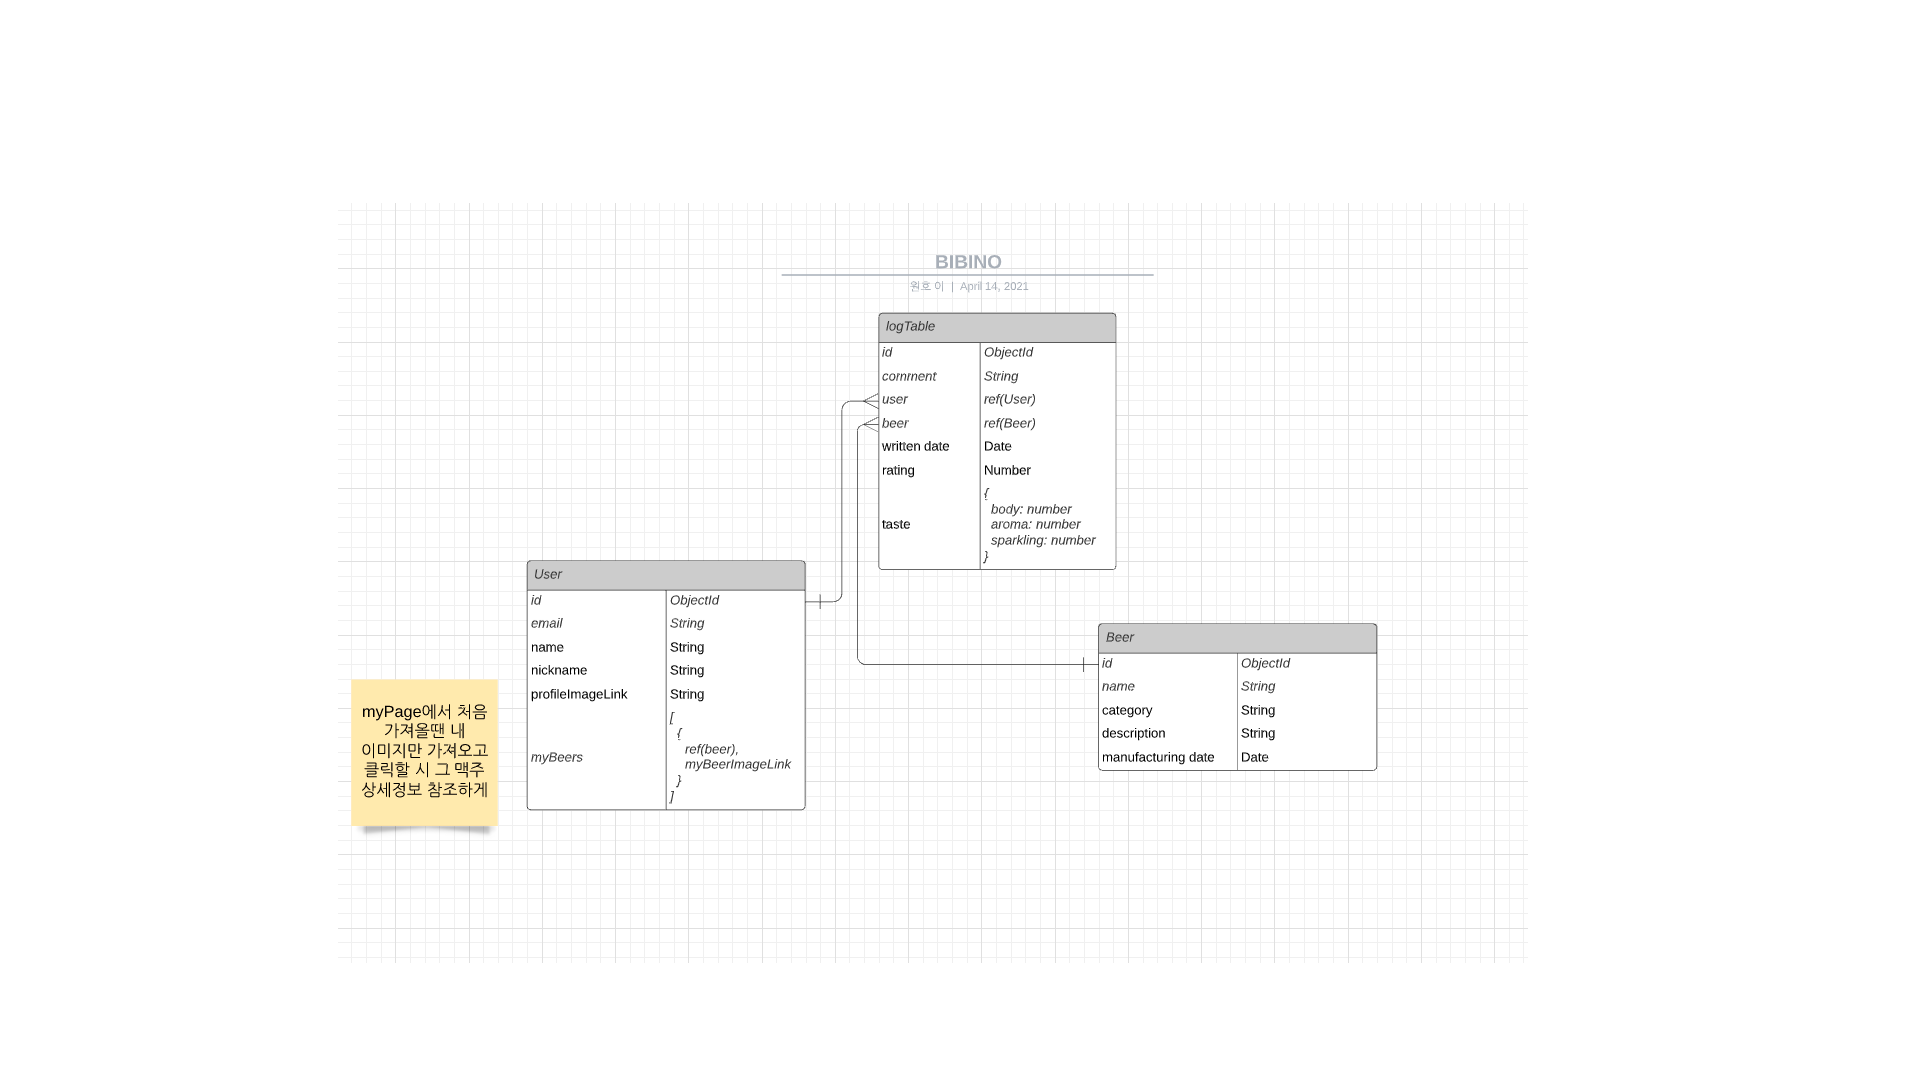 BIBINO
원호 이 | April 14, 2021
logTable
id ObjectId
comment String
user ref(User)
beer ref(Beer)
written date Date
rating Number
taste
{
body: number
aroma: number
sparkling: number
}
User
id ObjectId
email String
name String
nickname String
profileImageLink String
myBeers
[
{
ref(beer),
myBeerImageLink
}
]
Beer
id ObjectId
name String
category String
description String
manufacturing date Date
myPage에서 처음
가져올땐 내
이미지만 가져오고
클릭할 시 그 맥주
상세정보 참조하게